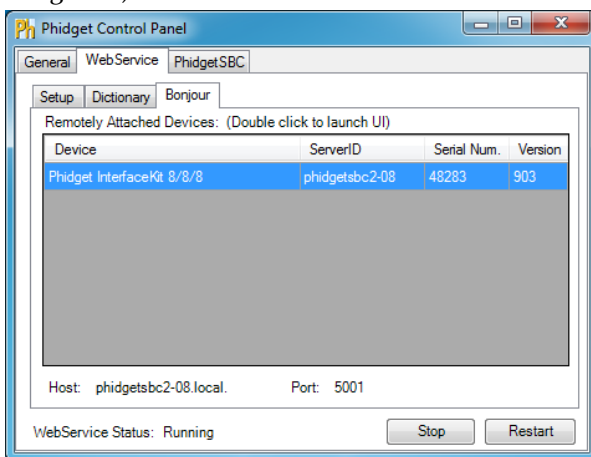 Ph Phidget Control Panel
General WebService PhidgetSBC
Setup Dictionary Bonjour
Remotely Attached Devices: (Double click to launch UI)
Device ServerID Serial Num. Version
Phidget InterfaceKit 8/8/8 phidgetsbc2-08 48283 903
Host: phidgetsbc2-08.local. Port: 5001
WebService Status: Running Stop Restart